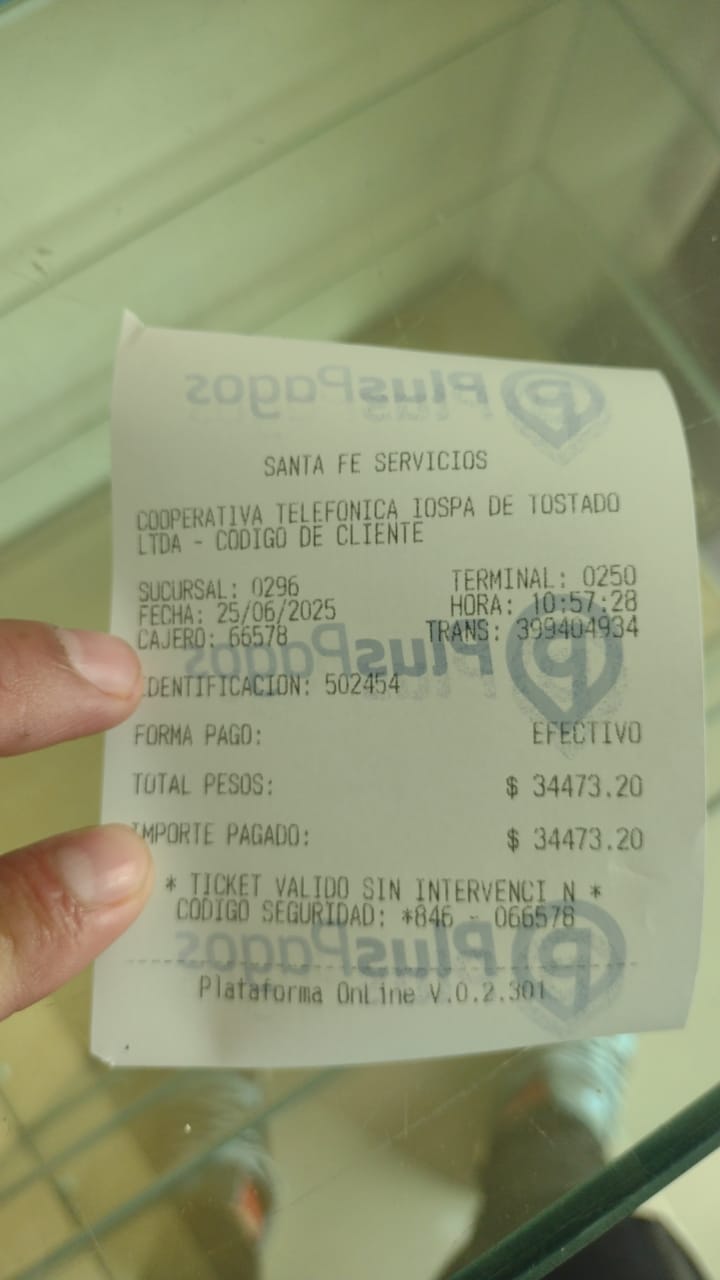 PlusPagos
SANTA FE SERVICIOS
COOPERATIVA TELEFONICA IOSPA DE TOSTADO
LTDA - CODIGO DE CLIENTE
SUCURSAL: 0296 TERMINAL: 0250
FECHA: 25/06/2025 HORA: 10:57:28
CAJERO: 66578 TRANS: 399404934
PlusPagos
IDENTIFICACION: 502454
FORMA PAGO: EFECTIVO
TOTAL PESOS: $ 34473.20
IMPORTE PAGADO: $ 34473.20
* TICKET VALIDO SIN INTERVENCI N *
CODIGO SEGURIDAD: *846 - 066578
PlusPagos
Plataforma OnLine V.0.2.301